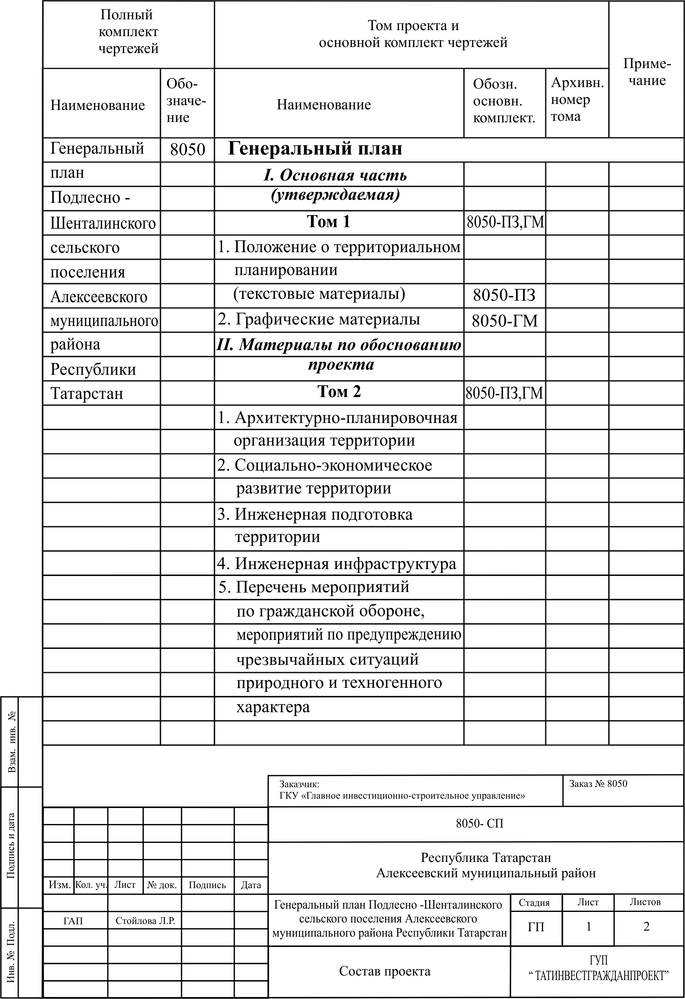 Полный
комплект
чертежей
Том проекта и
основной комплект чертежей
Приме-
чание
Наименование
Обо-
значе-
ние
Наименование
Обозн.
основн.
комплект.
Архивн.
номер
тома
Генеральный 8050 Генеральный план
план I. Основная часть
Подлесно - (утверждаемая)
Шенталинского Том 1 8050-ПЗ,ГМ
сельского 1. Положение о территориальном
поселения планировании
Алексеевского (текстовые материалы) 8050-ПЗ
муниципального 2. Графические материалы 8050-ГМ
района II. Материалы по обоснованию
Республики проекта
Татарстан Том 2 8050-ПЗ,ГМ
1. Архитектурно-планировочная
организация территории
2. Социально-экономическое
развитие территории
3. Инженерная подготовка
территории
4. Инженерная инфраструктура
5. Перечень мероприятий
по гражданской обороне,
мероприятий по предупреждению
чрезвычайных ситуаций
природного и техногенного
характера
Взам. инв. №
Подпись и дата
Инв. № Подл.
Заказчик:
ГКУ «Главное инвестиционно-строительное управление»
Заказ № 8050
8050- СП
Республика Татарстан
Алексеевский муниципальный район
Изм. Кол. уч. Лист № док. Подпись Дата
ГАП Стойлова Л.Р.
Генеральный план Подлесно -Шенталинского
сельского поселения Алексеевского
муниципального района Республики Татарстан
Стадия Лист Листов
ГП 1 2
Состав проекта
ГУП
“ ТАТИНВЕСТГРАЖДАНПРОЕКТ”